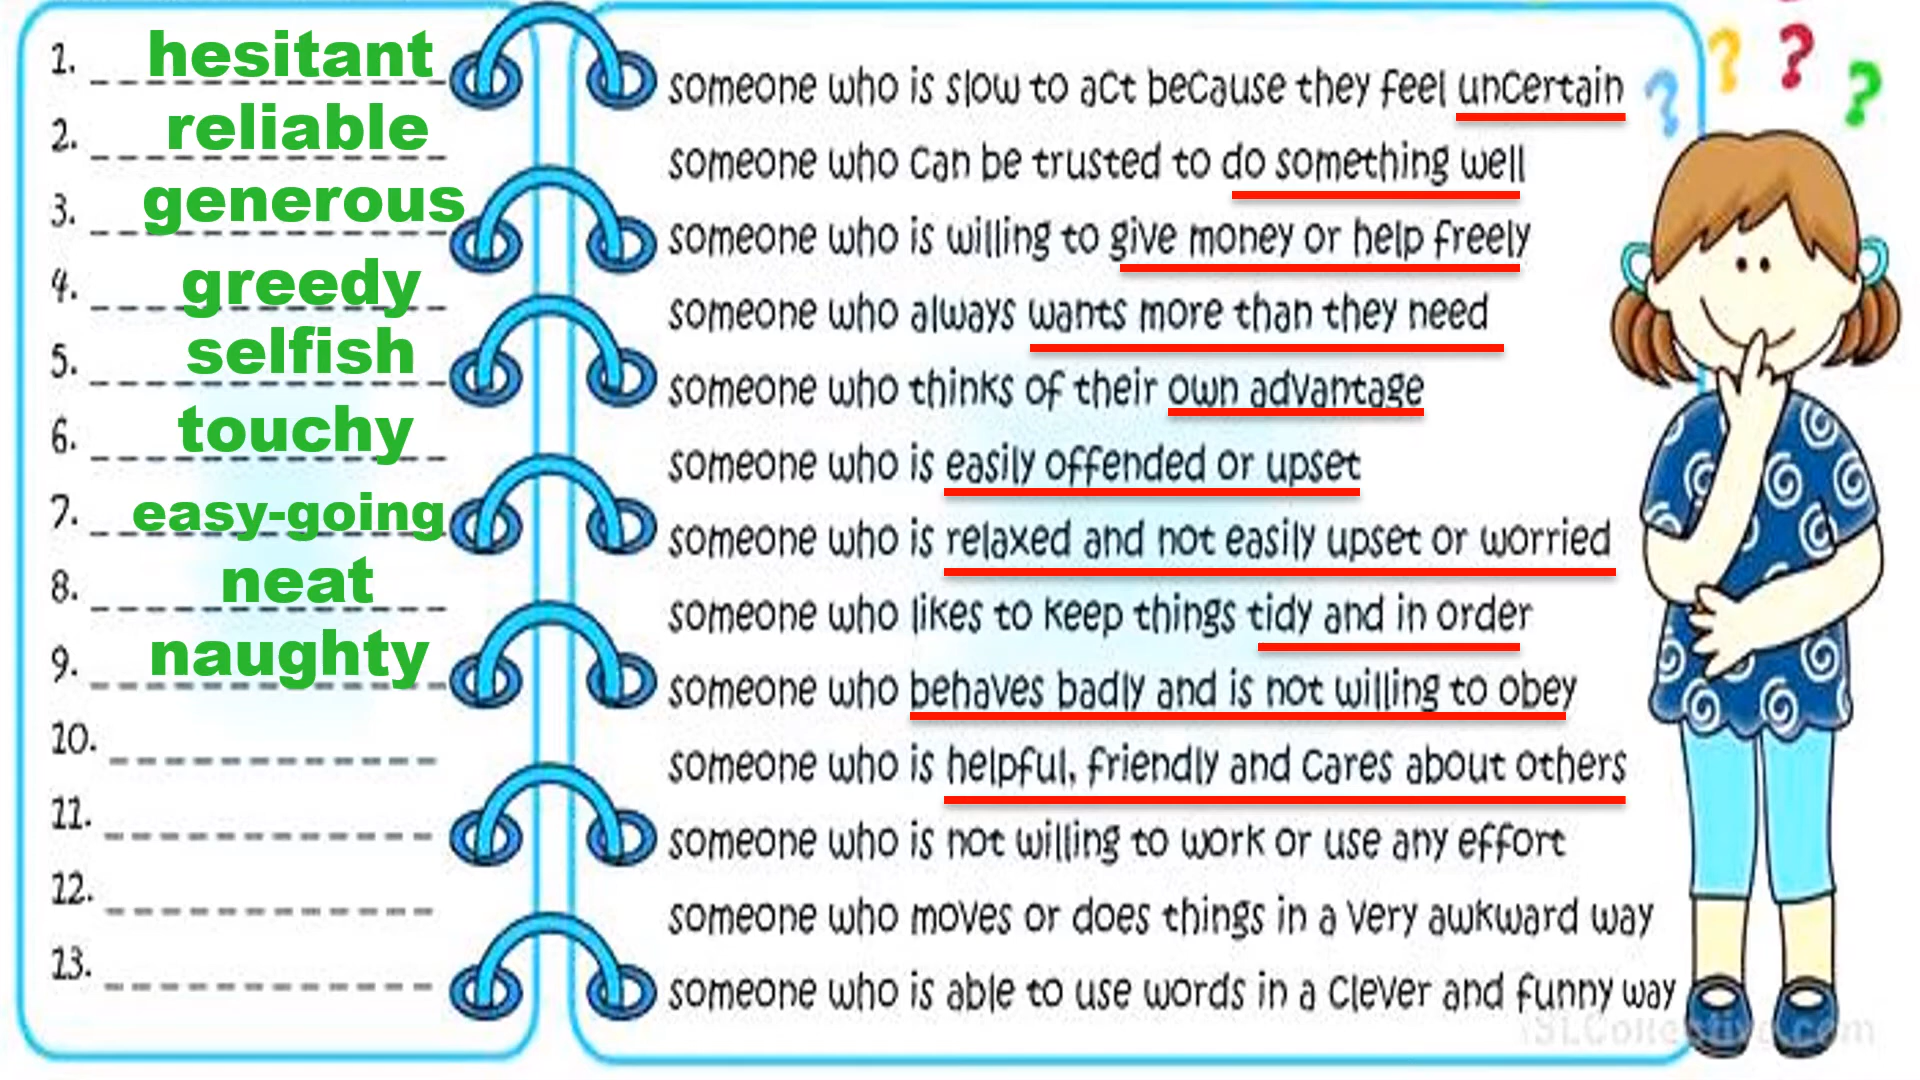 1. hesitant someone who is slow to act because they feel uncertain
2. reliable someone who can be trusted to do something well
3. generous someone who is willing to give money or help freely
4. greedy someone who always wants more than they need
5. selfish someone who thinks of their own advantage
6. touchy someone who is easily offended or upset
7. easy-going someone who is relaxed and not easily upset or worried
8. neat someone who likes to keep things tidy and in order
9. naughty someone who behaves badly and is not willing to obey
10. someone who is helpful, friendly and cares about others
11. someone who is not willing to work or use any effort
12. someone who moves or does things in a very awkward way
13. someone who is able to use words in a clever and funny way